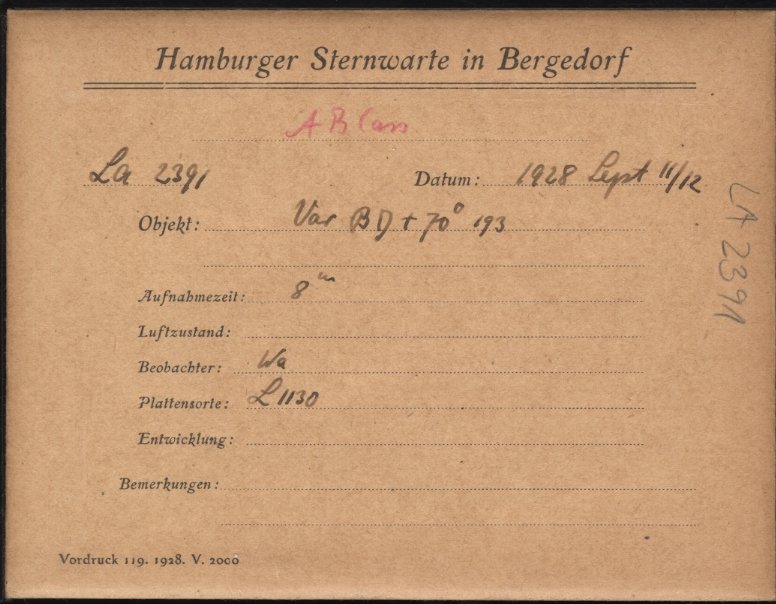 Hamburger Sternwarte in Bergedorf
AB Cass
La 2391 Datum: 1928 Sept 11/12
Objekt: Var BD + 70° 193
Aufnahmezeit: 8m
Luftzustand:
Beobachter: Wa
Plattensorte: L 1130
Entwicklung:
Bemerkungen:
Vordruck 119. 1928. V. 2000
LA 2391